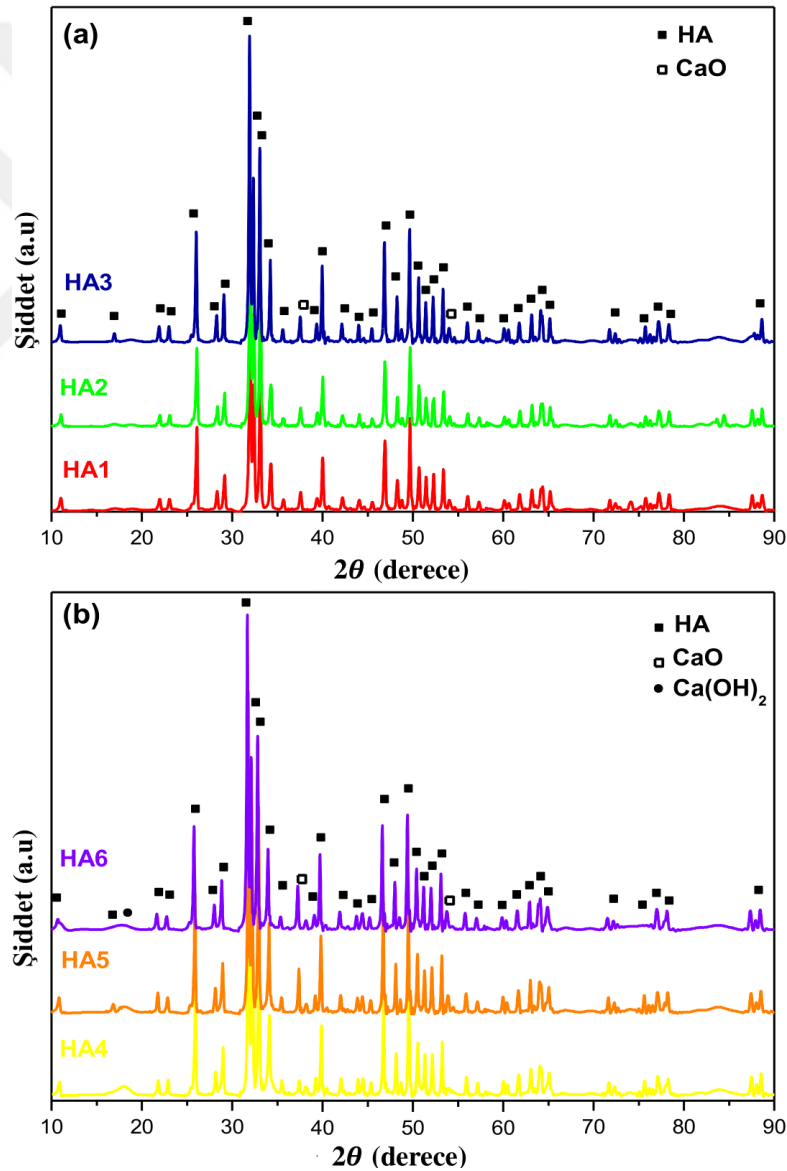 (a)
■ HA
□ CaO
HA3
HA2
HA1
Şiddet (a.u)
10 20 30 40 50 60 70 80 90
2θ (derece)
(b)
■ HA
□ CaO
● Ca(OH)₂
HA6
HA5
HA4
Şiddet (a.u)
10 20 30 40 50 60 70 80 90
2θ (derece)